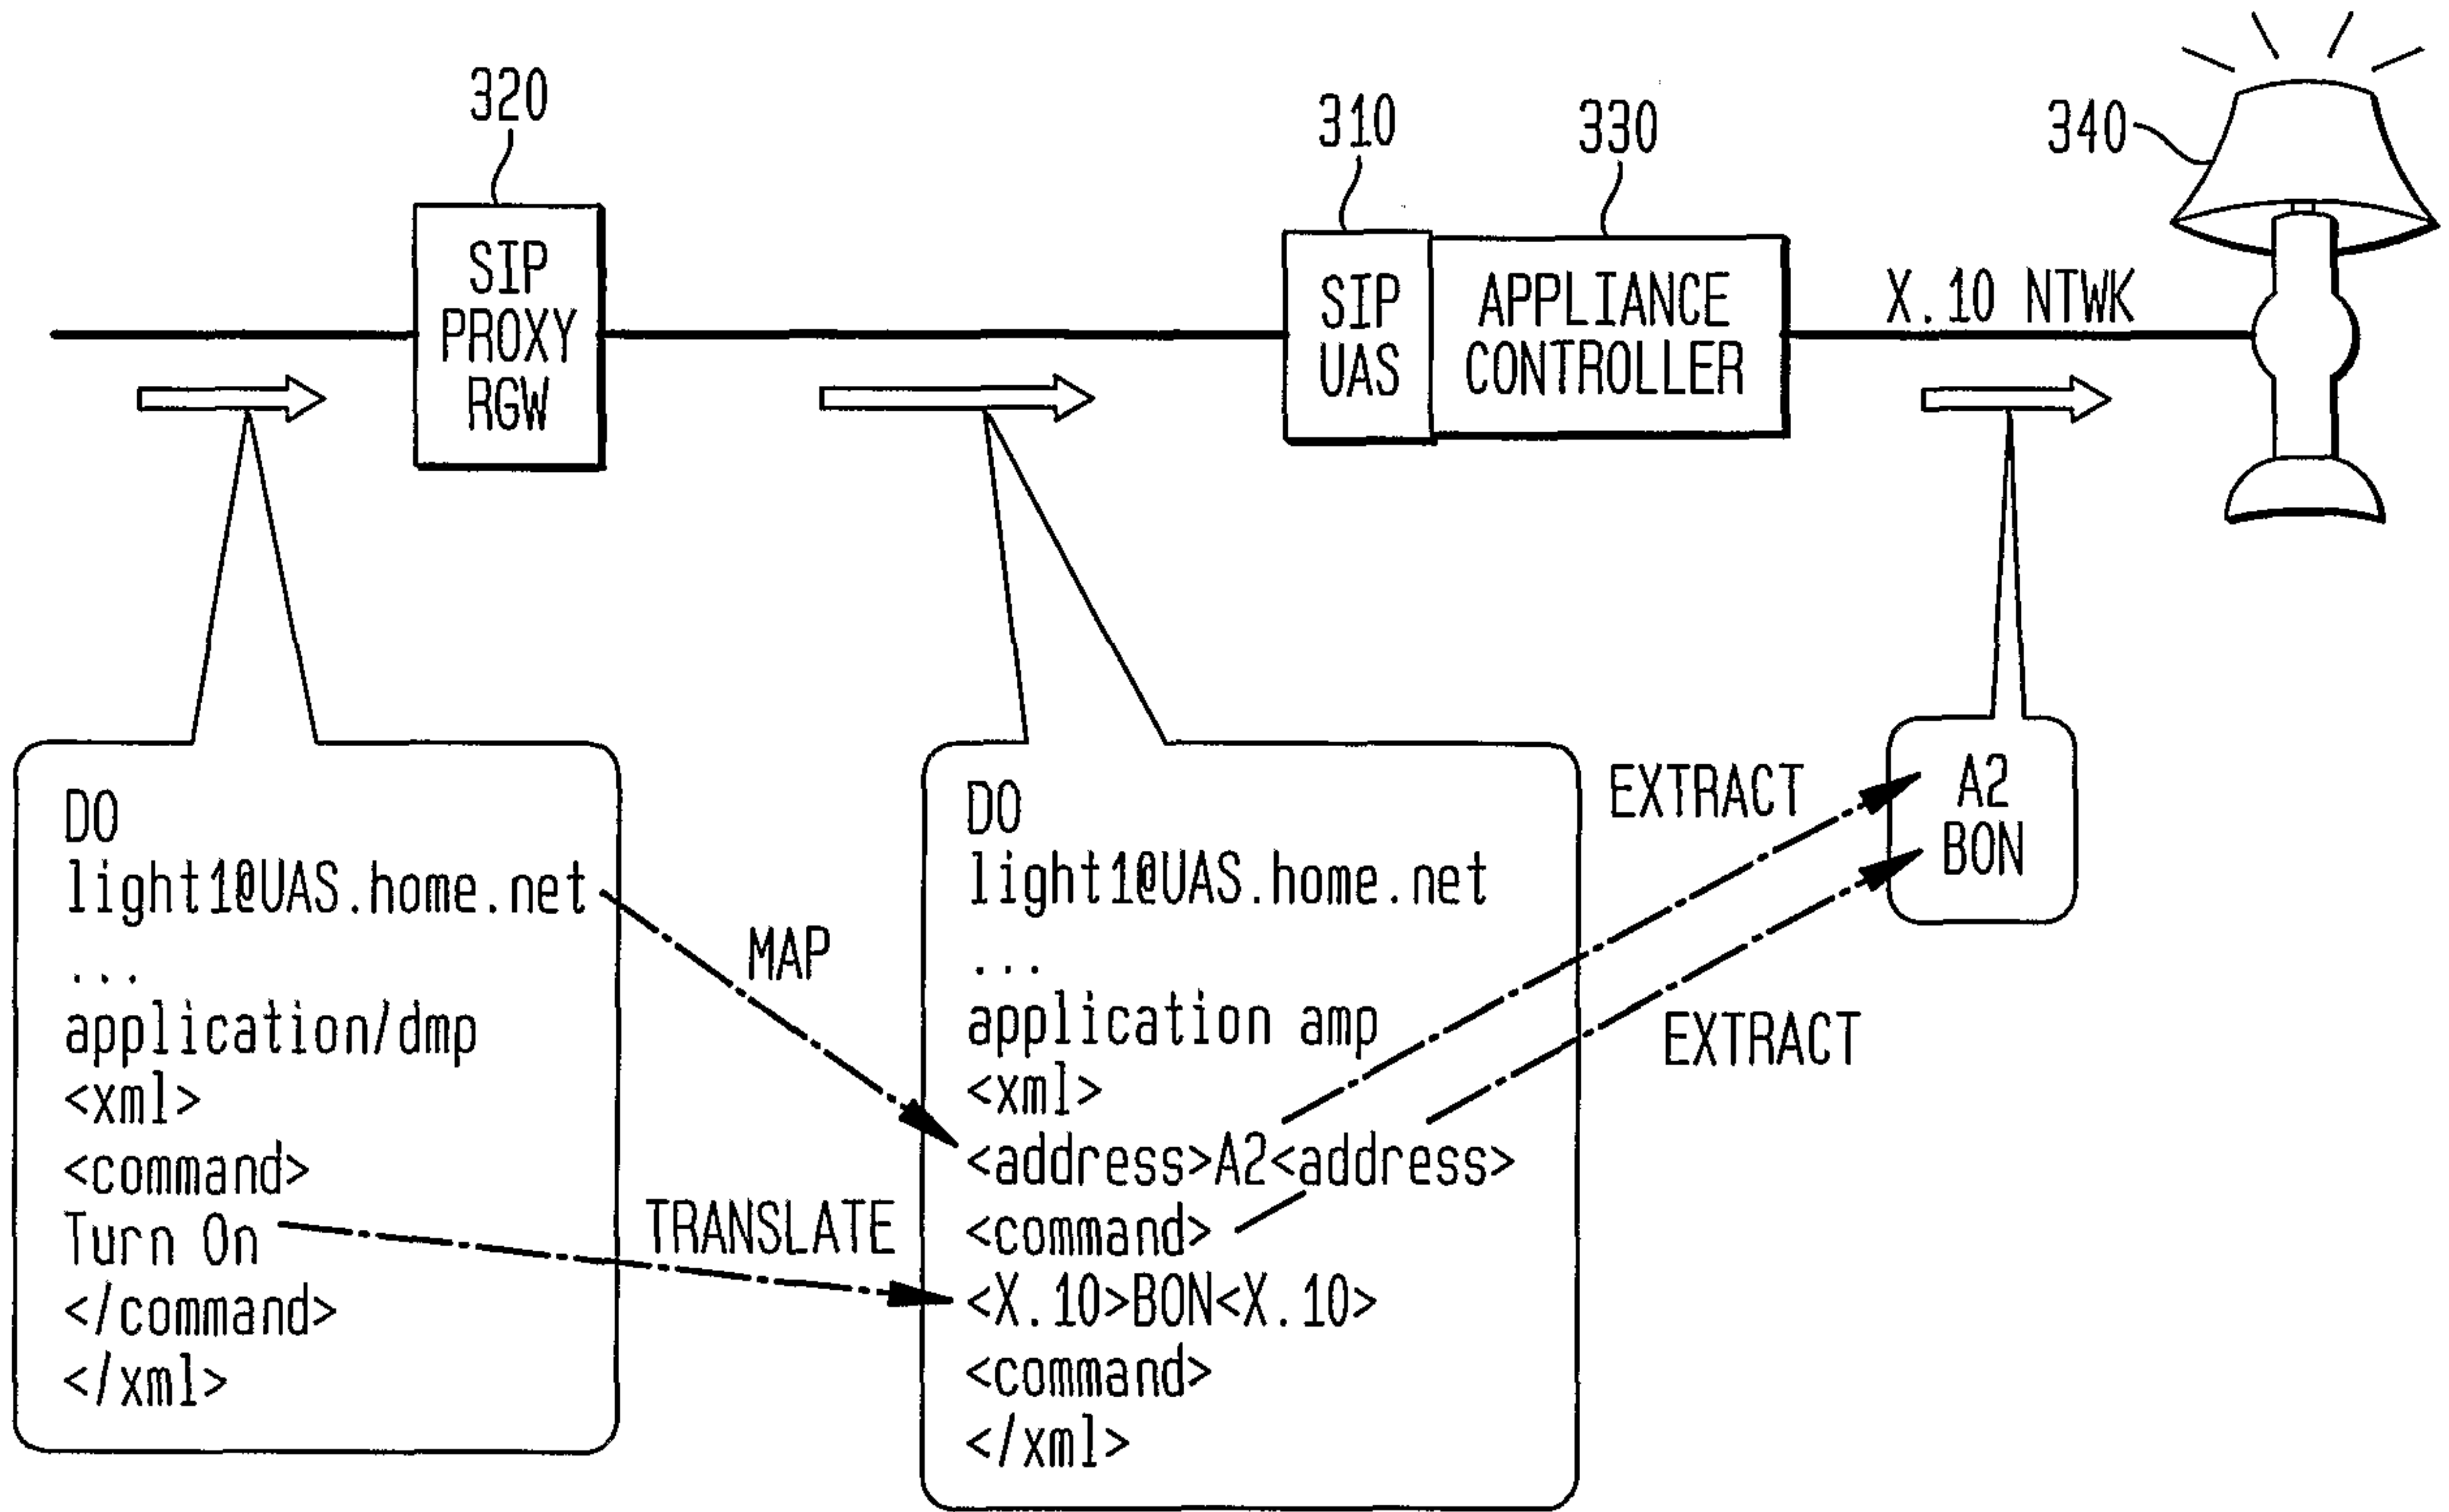 320
310
330
340
SIP
PROXY
RGW
SIP
UAS
APPLIANCE
CONTROLLER
X.10 NTWK
DO
light1@UAS.home.net
...
application/dmp
<xml>
<command>
Turn On
</command>
</xml>
MAP
TRANSLATE
DO
light1@UAS.home.net
...
application amp
<xml>
<address>A2<address>
<command>
<X.10>BON<X.10>
<command>
</xml>
EXTRACT
EXTRACT
A2
BON